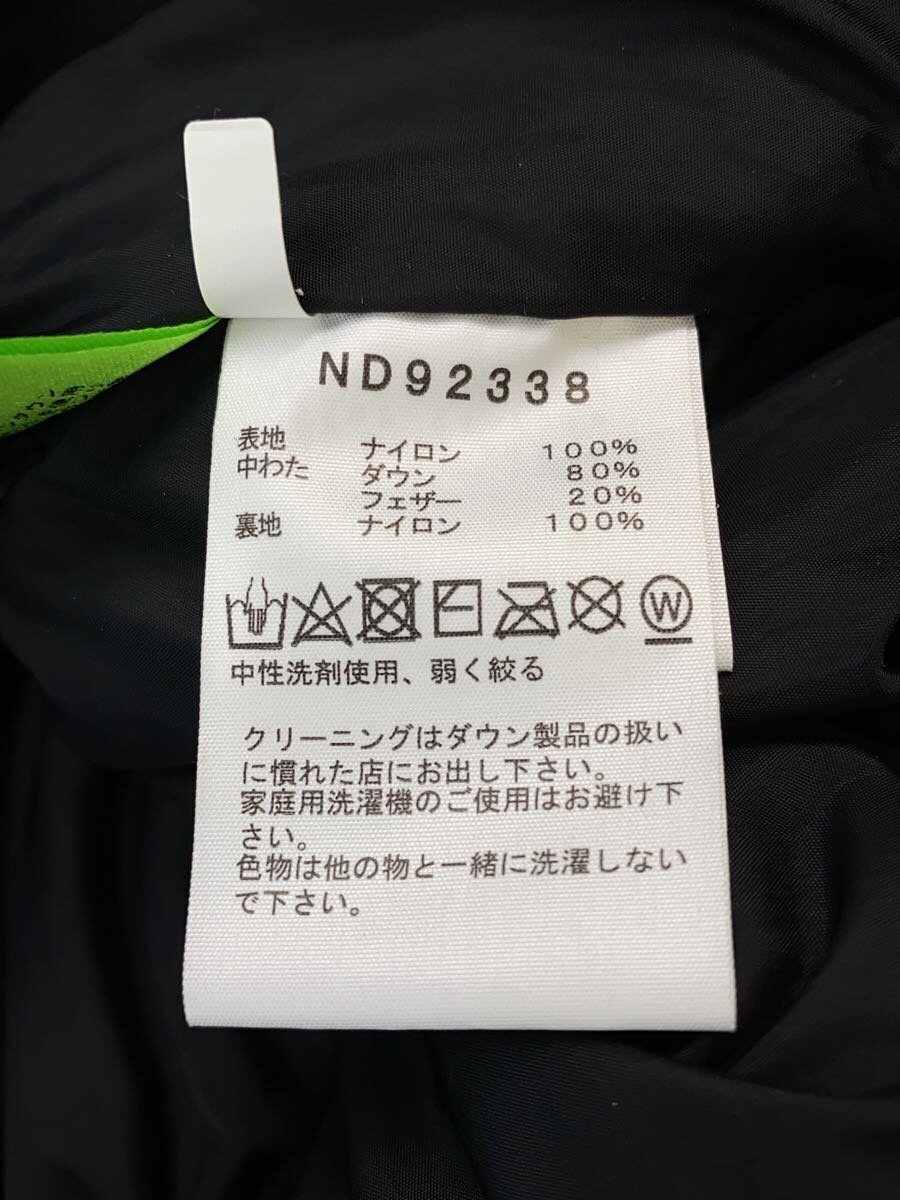 ND92338
表地 ナイロン 100%
中わた ダウン 80%
フェザー 20%
裏地 ナイロン 100%
W
中性洗剤使用、弱く絞る
クリーニングはダウン製品の扱い
に慣れた店にお出し下さい。
家庭用洗濯機のご使用はお避け下
さい。
色物は他の物と一緒に洗濯しない
で下さい。